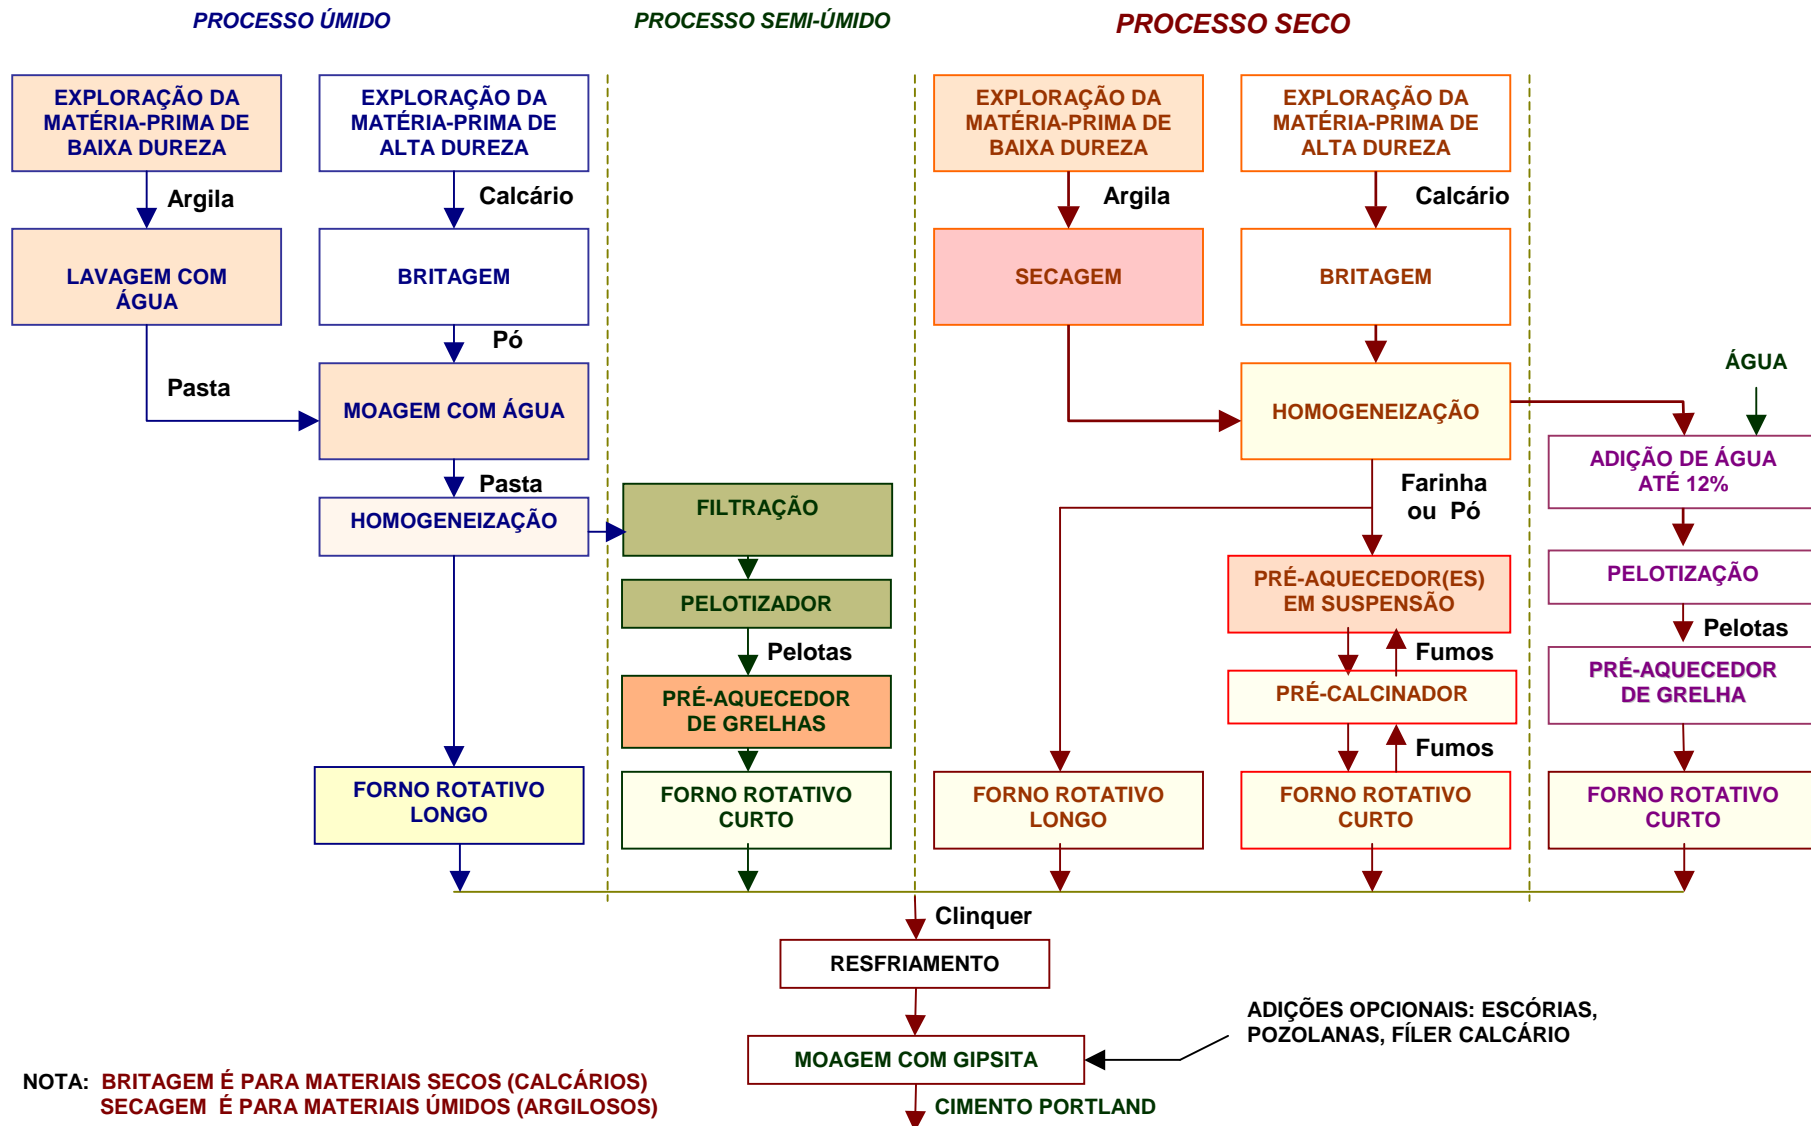 PROCESSO ÚMIDO
PROCESSO SEMI-ÚMIDO
PROCESSO SECO
EXPLORAÇÃO DA
MATÉRIA-PRIMA DE
BAIXA DUREZA
EXPLORAÇÃO DA
MATÉRIA-PRIMA DE
ALTA DUREZA
EXPLORAÇÃO DA
MATÉRIA-PRIMA DE
BAIXA DUREZA
EXPLORAÇÃO DA
MATÉRIA-PRIMA DE
ALTA DUREZA
Argila
Calcário
Argila
Calcário
LAVAGEM COM
ÁGUA
BRITAGEM
SECAGEM
BRITAGEM
Pó
Pasta
MOAGEM COM ÁGUA
HOMOGENEIZAÇÃO
ÁGUA
ADIÇÃO DE ÁGUA
ATÉ 12%
Pasta
HOMOGENEIZAÇÃO
FILTRAÇÃO
Farinha
ou Pó
PELOTIZADOR
PRÉ-AQUECEDOR(ES)
EM SUSPENSÃO
PELOTIZAÇÃO
Pelotas
Fumos
Pelotas
PRÉ-AQUECEDOR
DE GRELHAS
PRÉ-CALCINADOR
PRÉ-AQUECEDOR
DE GRELHA
Fumos
FORNO ROTATIVO
LONGO
FORNO ROTATIVO
CURTO
FORNO ROTATIVO
LONGO
FORNO ROTATIVO
CURTO
FORNO ROTATIVO
CURTO
Clinquer
RESFRIAMENTO
ADIÇÕES OPCIONAIS: ESCÓRIAS,
POZOLANAS, FÍLER CALCÁRIO
MOAGEM COM GIPSITA
NOTA: BRITAGEM É PARA MATERIAIS SECOS (CALCÁRIOS)
SECAGEM É PARA MATERIAIS ÚMIDOS (ARGILOSOS)
CIMENTO PORTLAND